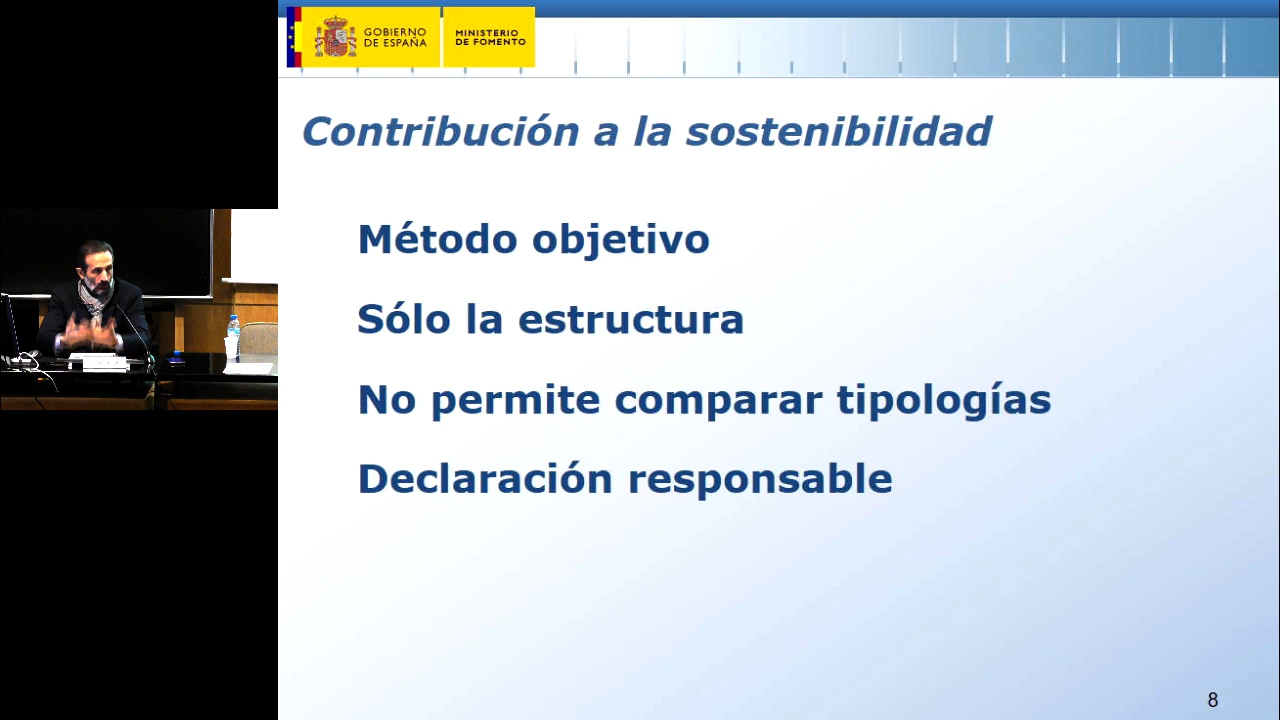 GOBIERNO
DE ESPAÑA
MINISTERIO
DE FOMENTO
Contribución a la sostenibilidad
Método objetivo
Sólo la estructura
No permite comparar tipologías
Declaración responsable
8